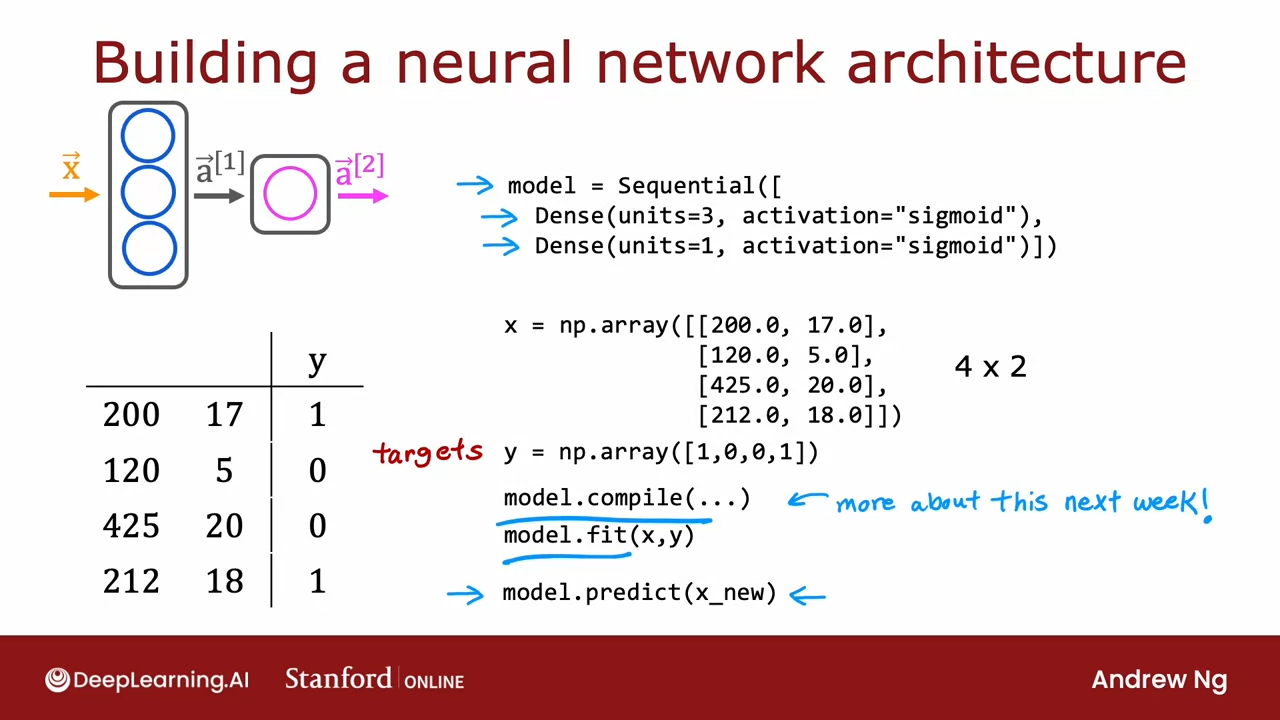 Building a neural network architecture
x⃗ a⃗[1] a⃗[2]
model = Sequential([
Dense(units=3, activation="sigmoid"),
Dense(units=1, activation="sigmoid")])
x = np.array([[200.0, 17.0],
[120.0, 5.0],
[425.0, 20.0],
[212.0, 18.0]])
4 x 2
targets y = np.array([1,0,0,1])
model.compile(...) more about this next week!
model.fit(x,y)
model.predict(x_new)
y
200 17 1
120 5 0
425 20 0
212 18 1
DeepLearning.AI Stanford ONLINE Andrew Ng